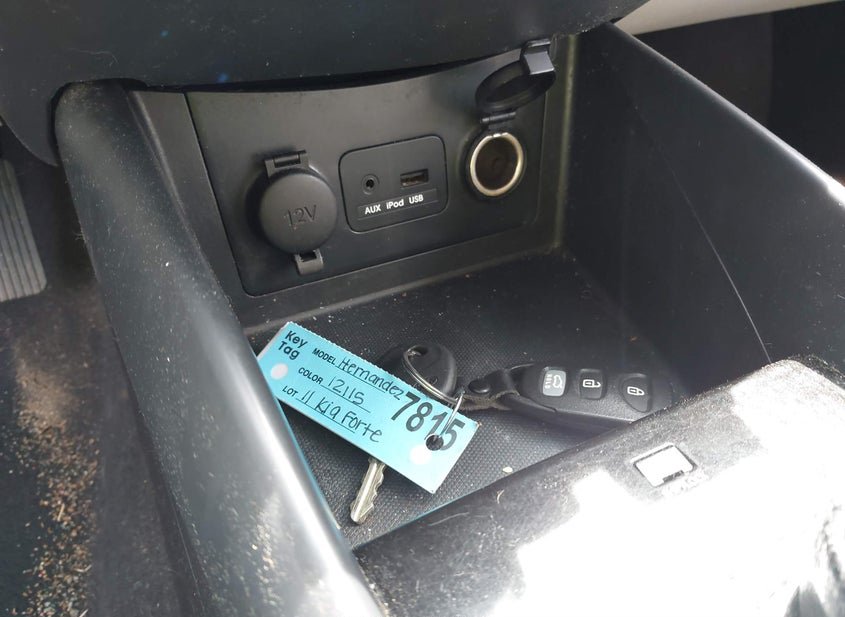 12V
AUX iPod USB
Key
Tag
MODEL Hernandez
COLOR 12115
LOT 11 Kia Forte
7815